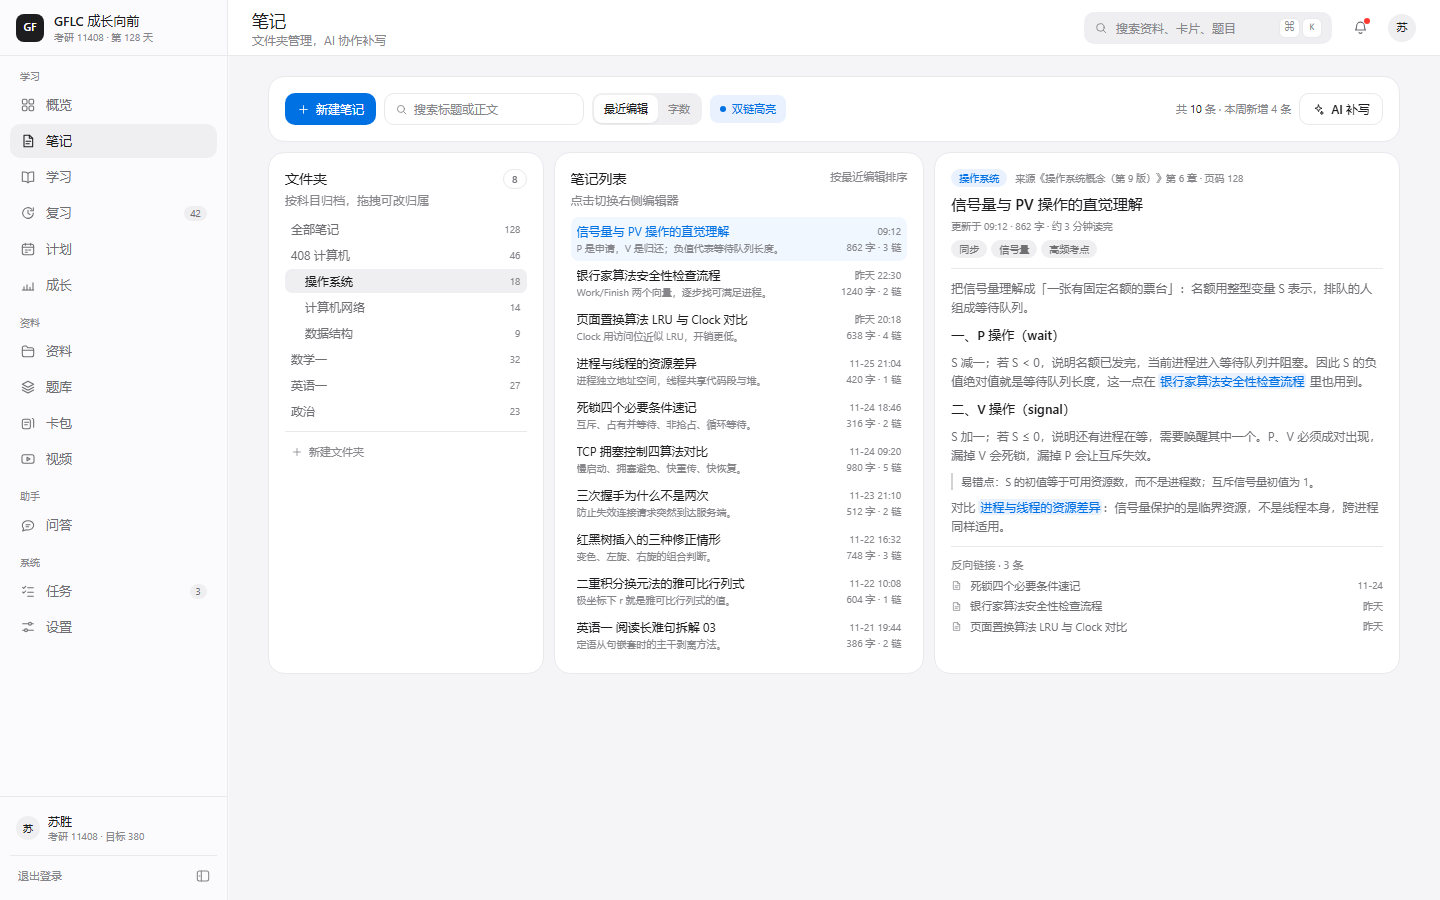 GF
GFLC 成长向前
考研 11408 · 第 128 天
学习
概览
笔记
学习
复习 42
计划
成长
资料
资料
题库
卡包
视频
助手
问答
系统
任务 3
设置
苏 苏胜
考研 11408 · 目标 380
退出登录
笔记
文件夹管理，AI 协作补写
搜索资料、卡片、题目 ⌘ K
苏
新建笔记
搜索标题或正文
最近编辑 字数
双链高亮
共 10 条 · 本周新增 4 条
AI 补写
文件夹 8
按科目归档，拖拽可改归属
全部笔记 128
408 计算机 46
操作系统 18
计算机网络 14
数据结构 9
数学一 32
英语一 27
政治 23
新建文件夹
笔记列表 按最近编辑排序
点击切换右侧编辑器
信号量与 PV 操作的直觉理解 09:12
P 是申请，V 是归还；负值代表等待队列长度。 862 字 · 3 链
银行家算法安全性检查流程 昨天 22:30
Work/Finish 两个向量，逐步找可满足进程。 1240 字 · 2 链
页面置换算法 LRU 与 Clock 对比 昨天 20:18
Clock 用访问位近似 LRU，开销更低。 638 字 · 4 链
进程与线程的资源差异 11-25 21:04
进程独立地址空间，线程共享代码段与堆。 420 字 · 1 链
死锁四个必要条件速记 11-24 18:46
互斥、占有并等待、非抢占、循环等待。 316 字 · 2 链
TCP 拥塞控制四算法对比 11-24 09:20
慢启动、拥塞避免、快重传、快恢复。 980 字 · 5 链
三次握手为什么不是两次 11-23 21:10
防止失效连接请求突然到达服务端。 512 字 · 2 链
红黑树插入的三种修正情形 11-22 16:32
变色、左旋、右旋的组合判断。 748 字 · 3 链
二重积分换元法的雅可比行列式 11-22 10:08
极坐标下 r 就是雅可比行列式的值。 604 字 · 1 链
英语一 阅读长难句拆解 03 11-21 19:44
定语从句嵌套时的主干剥离方法。 386 字 · 2 链
操作系统 来源《操作系统概念（第 9 版）》第 6 章 · 页码 128
信号量与 PV 操作的直觉理解
更新于 09:12 · 862 字 · 约 3 分钟读完
同步 信号量 高频考点
把信号量理解成「一张有固定名额的票台」：名额用整型变量 S 表示，排队的人
组成等待队列。
一、P 操作（wait）
S 减一；若 S < 0，说明名额已发完，当前进程进入等待队列并阻塞。因此 S 的负
值绝对值就是等待队列长度，这一点在 银行家算法安全性检查流程 里也用到。
二、V 操作（signal）
S 加一；若 S ≤ 0，说明还有进程在等，需要唤醒其中一个。P、V 必须成对出现，
漏掉 V 会死锁，漏掉 P 会让互斥失效。
易错点：S 的初值等于可用资源数，而不是进程数；互斥信号量初值为 1。
对比 进程与线程的资源差异：信号量保护的是临界资源，不是线程本身，跨进程
同样适用。
反向链接 · 3 条
死锁四个必要条件速记 11-24
银行家算法安全性检查流程 昨天
页面置换算法 LRU 与 Clock 对比 昨天